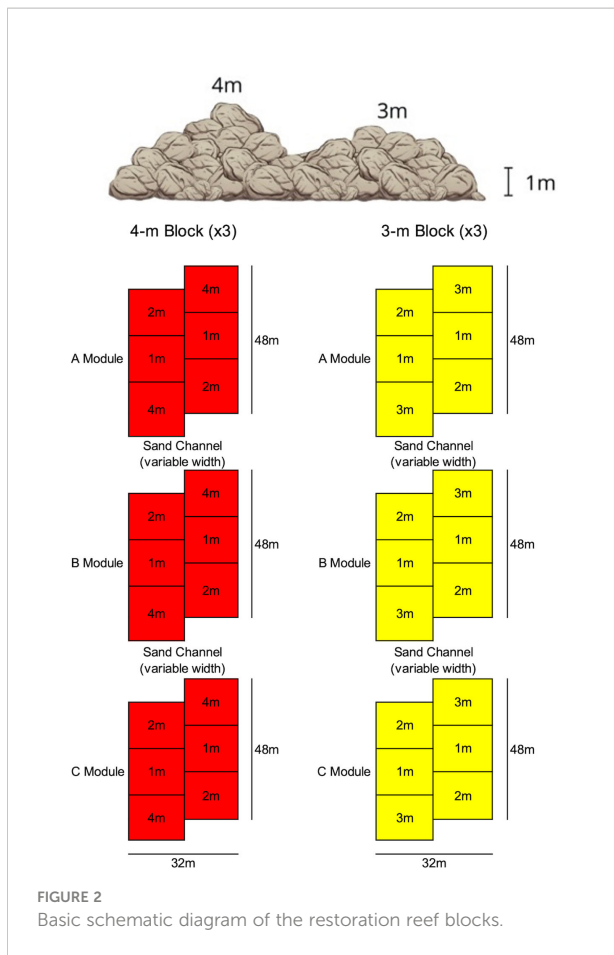 4m
3m
1m
4-m Block (x3)
3-m Block (x3)
4m
2m
1m
48m
A Module
1m
2m
4m
3m
2m
1m
48m
A Module
1m
2m
3m
Sand Channel
(variable width)
Sand Channel
(variable width)
4m
2m
1m
48m
B Module
1m
2m
4m
3m
2m
1m
48m
B Module
1m
2m
3m
Sand Channel
(variable width)
Sand Channel
(variable width)
4m
2m
1m
48m
C Module
1m
2m
4m
3m
2m
1m
48m
C Module
1m
2m
3m
32m
32m
FIGURE 2
Basic schematic diagram of the restoration reef blocks.